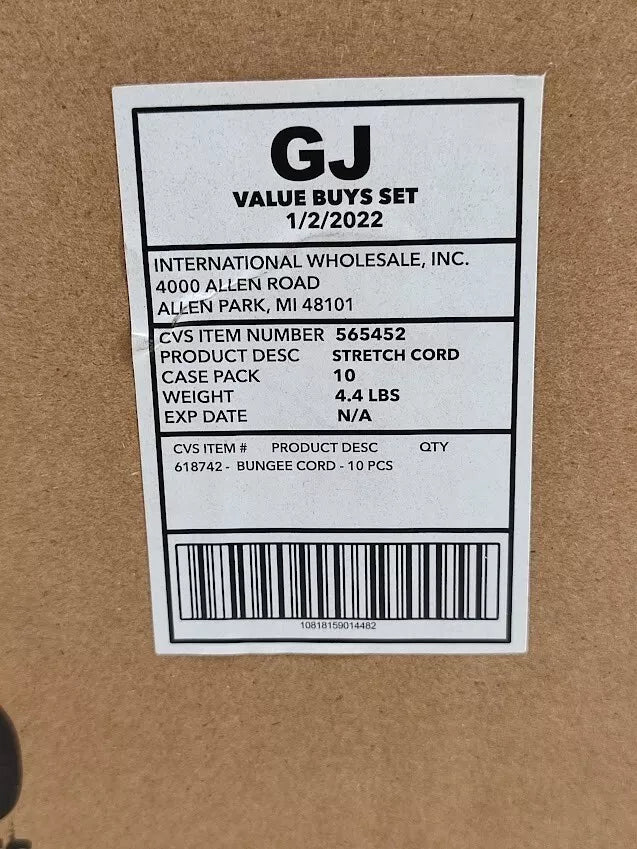 GJ
VALUE BUYS SET
1/2/2022
INTERNATIONAL WHOLESALE, INC.
4000 ALLEN ROAD
ALLEN PARK, MI 48101
CVS ITEM NUMBER 565452
PRODUCT DESC STRETCH CORD
CASE PACK 10
WEIGHT 4.4 LBS
EXP DATE N/A
CVS ITEM # PRODUCT DESC QTY
618742 - BUNGEE CORD - 10 PCS
10818159014482